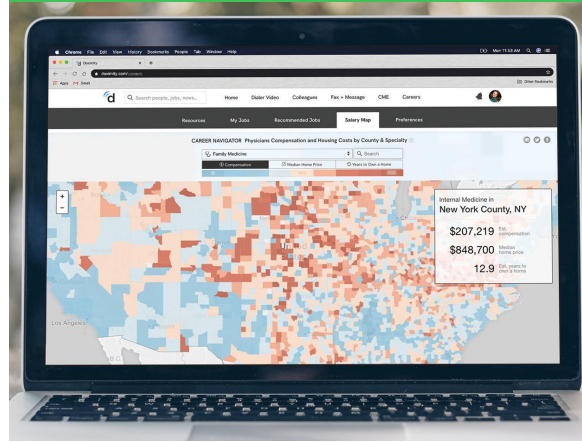 Chrome File Edit View History Bookmarks People Tab Window Help
Mon 11:53 AM
Doximity
doximity.com/careers
Apps Gmail
Other Bookmarks
d
Search people, jobs, news...
Home Dialer Video Colleagues Fax + Message CME Careers
Resources My Jobs Recommended Jobs Salary Map Preferences
CAREER NAVIGATOR Physicians Compensation and Housing Costs by County & Specialty
Family Medicine
Search
Compensation Median Home Price Years to Own a Home
+
-
Internal Medicine in
New York County, NY
$207,219 Est. compensation
$848,700 Median home price
12.9 Est. years to own a home
United
States
Los Angeles
B.C.